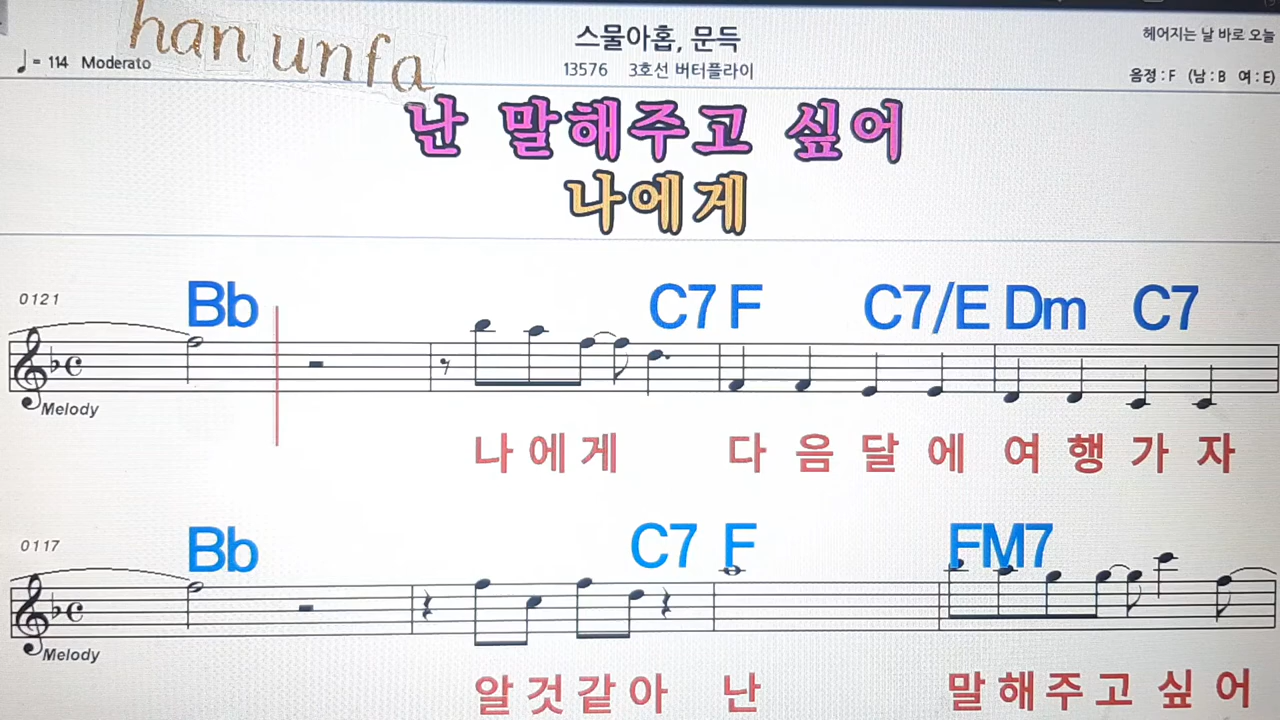 han unfa
스물아홉, 문득
헤어지는 날 바로 오늘
♩= 114 Moderato
13576 3호선 버터플라이
음정 : F (남 : B 여 : E)
난 말해주고 싶어
나에게
0121
Bb C7 F C7/E Dm C7
Melody
나에게 다음달에 여행가자
0117
Bb C7 F FM7
Melody
알것같아 난 말해주고싶어